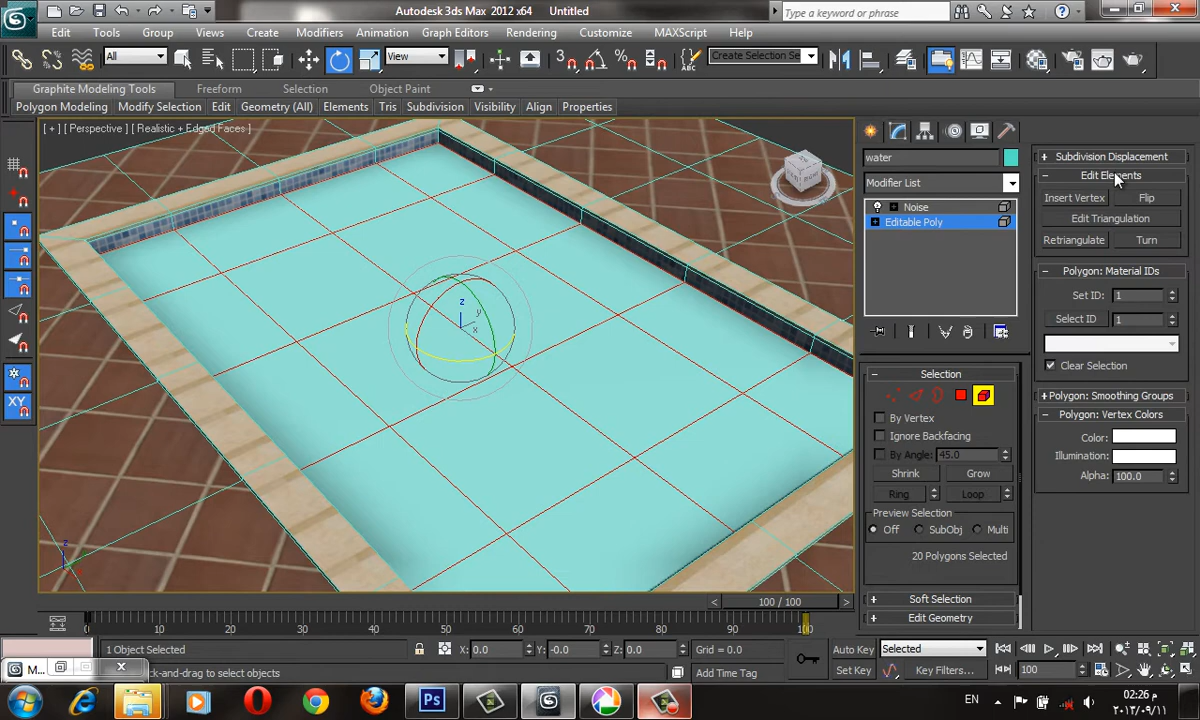 Autodesk 3ds Max 2012 x64 Untitled
Type a keyword or phrase
Edit Tools Group Views Create Modifiers Animation Graph Editors Rendering Customize MAXScript Help
All View 3 Create Selection Se
Graphite Modeling Tools Freeform Selection Object Paint
Polygon Modeling Modify Selection Edit Geometry (All) Elements Tris Subdivision Visibility Align Properties
[ + ] [ Perspective ] [ Realistic + Edged Faces ]
z
y
x
z
XY
water
Modifier List
Noise
Editable Poly
Selection
By Vertex
Ignore Backfacing
By Angle: 45.0
Shrink Grow
Ring Loop
Preview Selection
Off SubObj Multi
20 Polygons Selected
Soft Selection
Edit Geometry
Subdivision Displacement
Edit Elements
Insert Vertex Flip
Edit Triangulation
Retriangulate Turn
Polygon: Material IDs
Set ID: 1
Select ID 1
Clear Selection
Polygon: Smoothing Groups
Polygon: Vertex Colors
Color:
Illumination:
Alpha: 100.0
100 / 100
0 10 20 30 40 50 60 70 80 90 100
1 Object Selected X: 0.0 Y: -0.0 Z: 0.0 Grid = 0.0 Auto Key Selected
M... ck-and-drag to select objects Add Time Tag Set Key Key Filters... 100
Ps EN
م 02:26
٢٠١٣/٠٩/١١